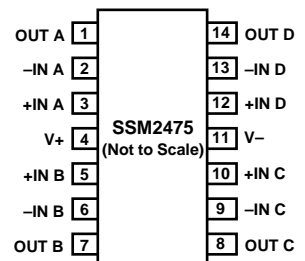 OUT A 1 14 OUT D
–IN A 2 13 –IN D
+IN A 3 12 +IN D
V+ 4 SSM2475 11 V–
(Not to Scale)
+IN B 5 10 +IN C
–IN B 6 9 –IN C
OUT B 7 8 OUT C